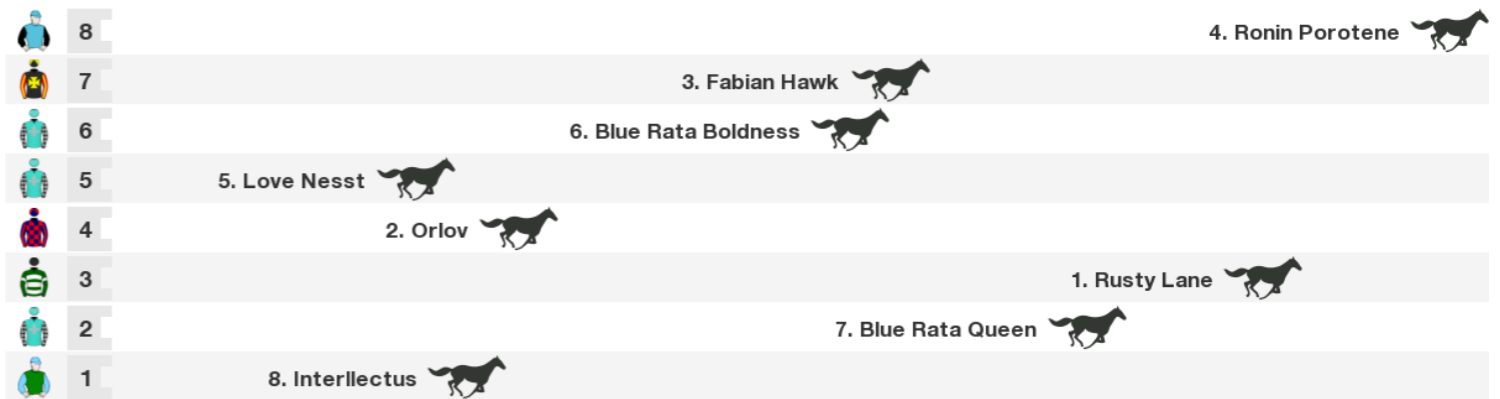 8 4. Ronin Porotene
7 3. Fabian Hawk
6 6. Blue Rata Boldness
5 5. Love Nesst
4 2. Orlov
3 1. Rusty Lane
2 7. Blue Rata Queen
1 8. Interllectus